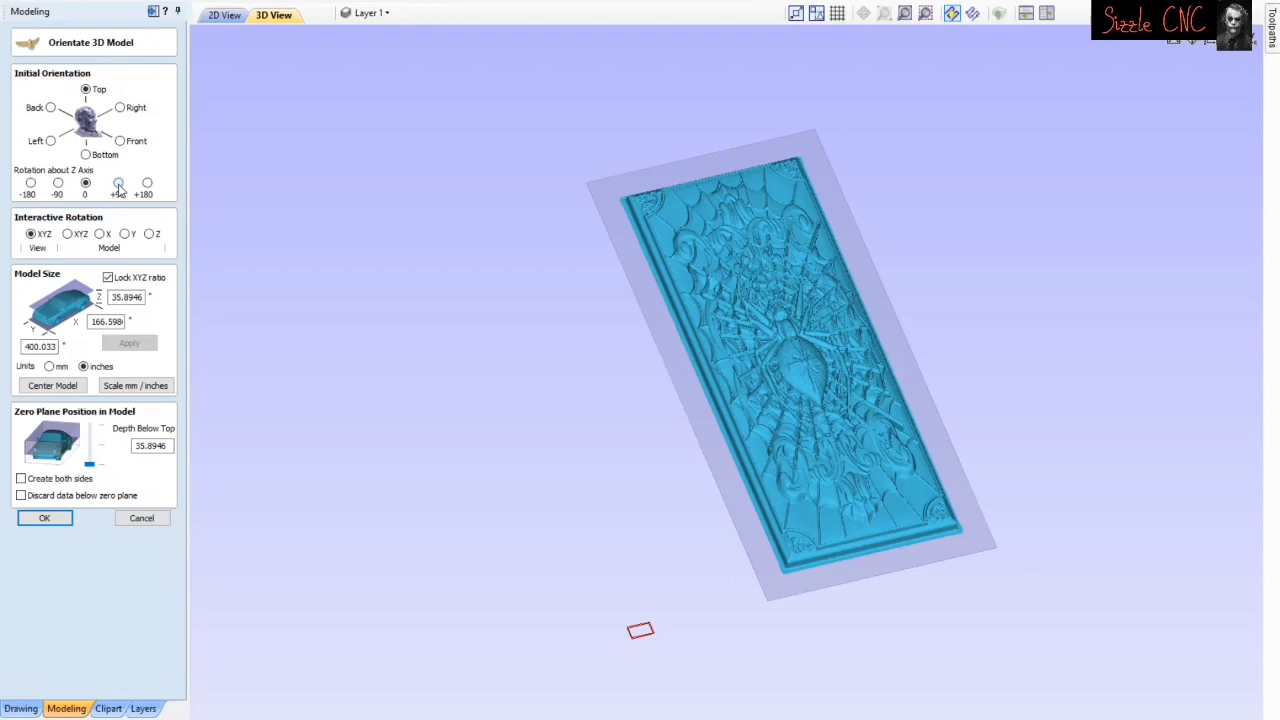 Modeling
?
2D View
3D View
Layer 1
Sizzle CNC
Toolpaths
Orientate 3D Model
Initial Orientation
Top
Back
Right
Left
Front
Bottom
Rotation about Z Axis
-180
-90
0
+180
Interactive Rotation
XYZ
XYZ
X
Y
Z
View
Model
Model Size
Lock XYZ ratio
Z
35.8946
"
Y
X
166.598
"
400.033
"
Apply
Units
mm
inches
Center Model
Scale mm / inches
Zero Plane Position in Model
Depth Below Top
35.8946
Create both sides
Discard data below zero plane
OK
Cancel
Drawing
Modeling
Clipart
Layers